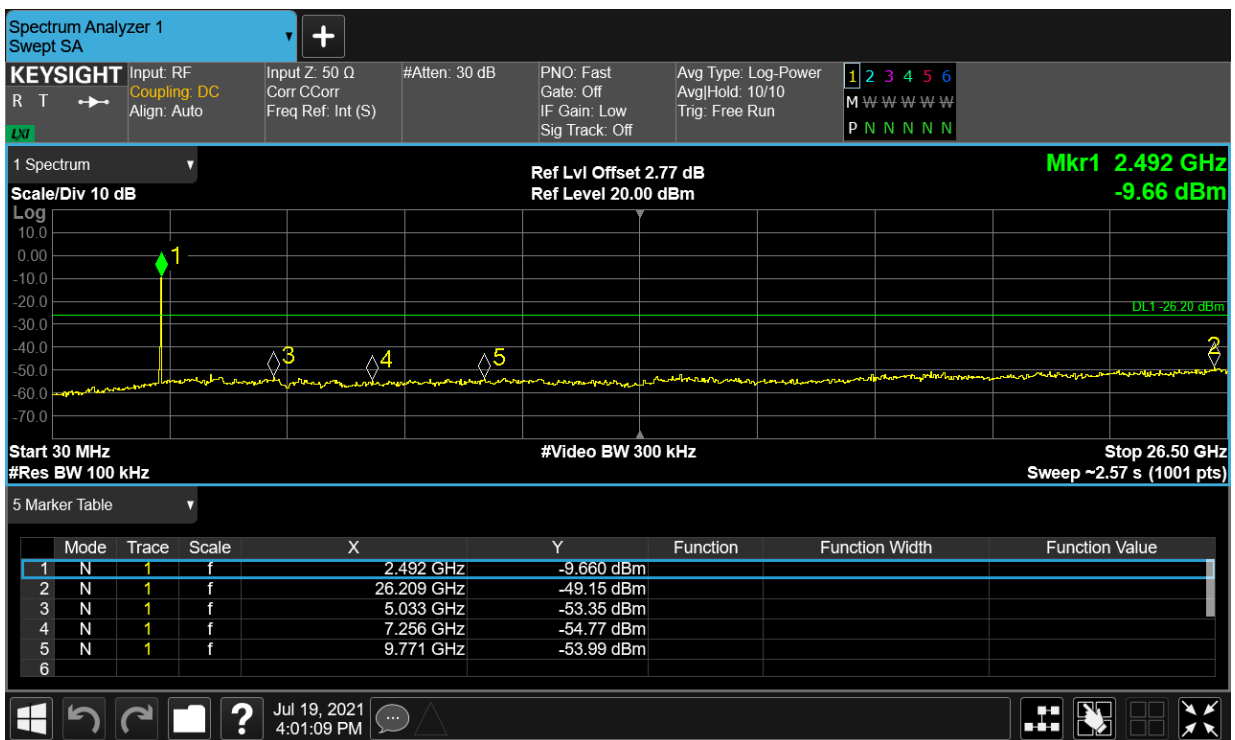 Spectrum Analyzer 1
Swept SA
KEYSIGHT
R T
LXI
Input: RF
Coupling: DC
Align: Auto
Input Z: 50 Ω
Corr CCorr
Freq Ref: Int (S)
#Atten: 30 dB
PNO: Fast
Gate: Off
IF Gain: Low
Sig Track: Off
Avg Type: Log-Power
Avg|Hold: 10/10
Trig: Free Run
1 2 3 4 5 6
M W W W W W
P N N N N N
1 Spectrum
Scale/Div 10 dB
Ref Lvl Offset 2.77 dB
Ref Level 20.00 dBm
Mkr1 2.492 GHz
-9.66 dBm
Log
10.0
0.00
-10.0
-20.0
-30.0
-40.0
-50.0
-60.0
-70.0
1
DL1 -26.20 dBm
3
4
5
2
Start 30 MHz
#Video BW 300 kHz
Stop 26.50 GHz
#Res BW 100 kHz
Sweep ~2.57 s (1001 pts)
5 Marker Table
Mode Trace Scale X Y Function Function Width Function Value
1 N 1 f 2.492 GHz -9.660 dBm
2 N 1 f 26.209 GHz -49.15 dBm
3 N 1 f 5.033 GHz -53.35 dBm
4 N 1 f 7.256 GHz -54.77 dBm
5 N 1 f 9.771 GHz -53.99 dBm
6
?
Jul 19, 2021
4:01:09 PM